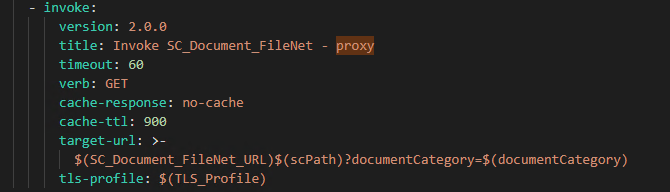 - invoke:
version: 2.0.0
title: Invoke SC_Document_FileNet - proxy
timeout: 60
verb: GET
cache-response: no-cache
cache-ttl: 900
target-url: >-
$(SC_Document_FileNet_URL)$(scPath)?documentCategory=$(documentCategory)
tls-profile: $(TLS_Profile)